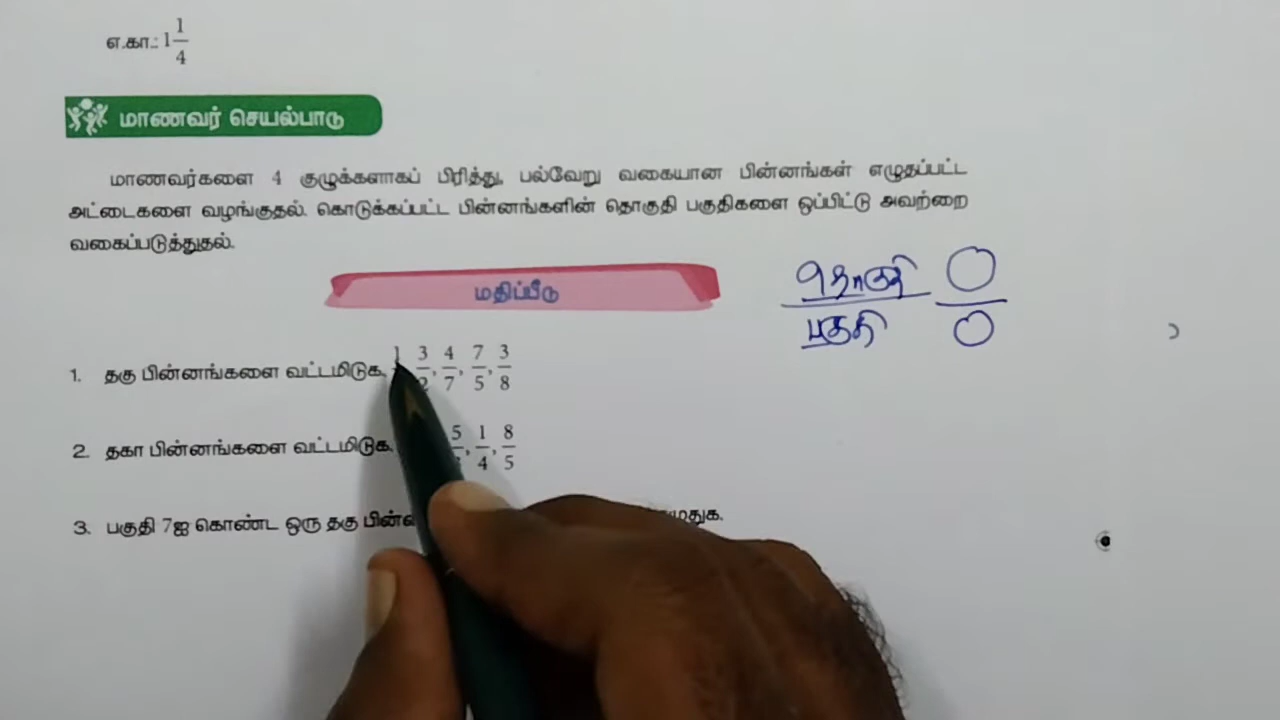 எ.கா.: 1 1/4
மாணவர் செயல்பாடு
மாணவர்களை 4 குழுக்களாகப் பிரித்து, பல்வேறு வகையான பின்னங்கள் எழுதப்பட்ட
அட்டைகளை வழங்குதல். கொடுக்கப்பட்ட பின்னங்களின் தொகுதி பகுதிகளை ஒப்பிட்டு அவற்றை
வகைப்படுத்துதல்.
மதிப்பீடு
தொகுதி
பகுதி
1. தகு பின்னங்களை வட்டமிடுக. 3/2, 4/7, 7/5, 3/8
2. தகா பின்னங்களை வட்டமிடுக. 1/4, 8/5
3. பகுதி 7ஐ கொண்ட ஒரு தகு